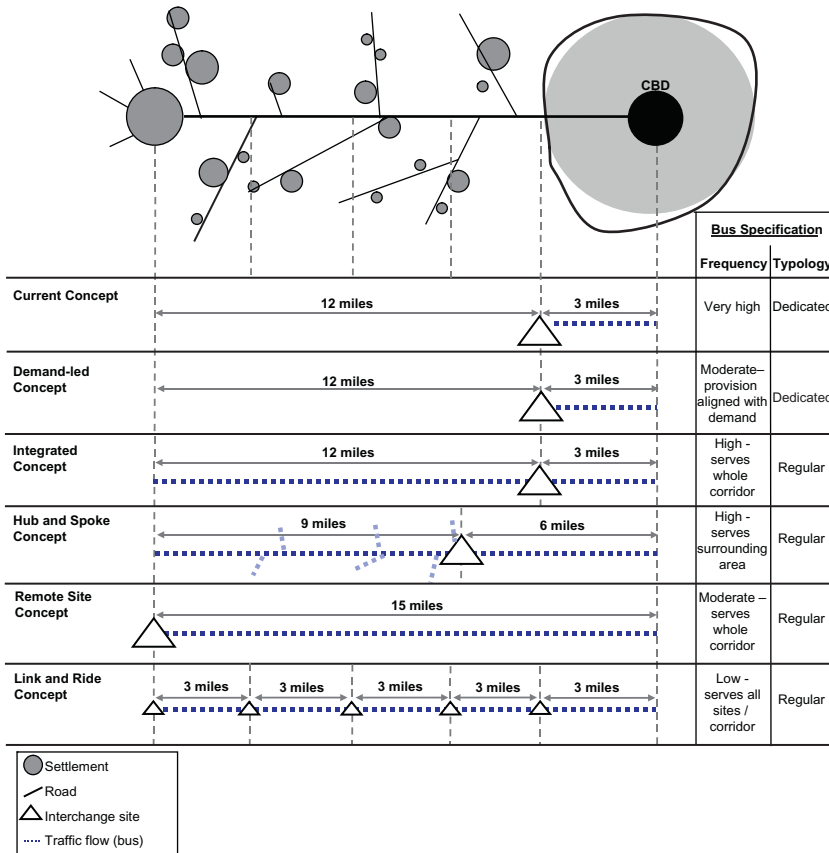 CBD
Bus Specification
Frequency Typology
Current Concept
12 miles
3 miles
Very high
Dedicated
Demand-led
Concept
12 miles
3 miles
Moderate–
provision
aligned with
demand
Dedicated
Integrated
Concept
12 miles
3 miles
High -
serves
whole
corridor
Regular
Hub and Spoke
Concept
9 miles
6 miles
High -
serves
surrounding
area
Regular
Remote Site
Concept
15 miles
Moderate –
serves
whole
corridor
Regular
Link and Ride
Concept
3 miles
3 miles
3 miles
3 miles
3 miles
Low -
serves all
sites /
corridor
Regular
Settlement
Road
Interchange site
Traffic flow (bus)